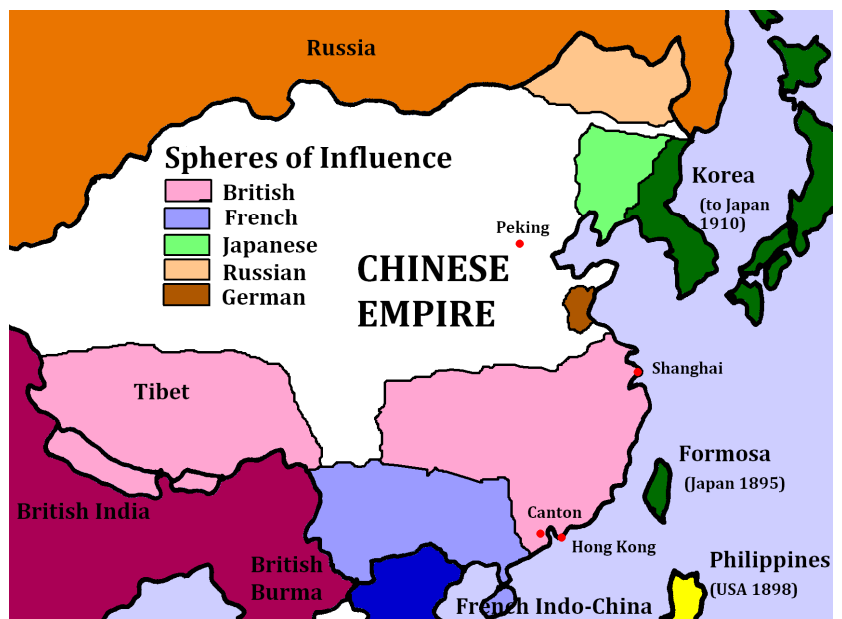 Russia
Spheres of Influence
British
French
Japanese
Russian
German
Korea
(to Japan
1910)
Peking
CHINESE
EMPIRE
Shanghai
Tibet
Formosa
(Japan 1895)
British India
Canton
Hong Kong
British
Burma
Philippines
(USA 1898)
French Indo-China